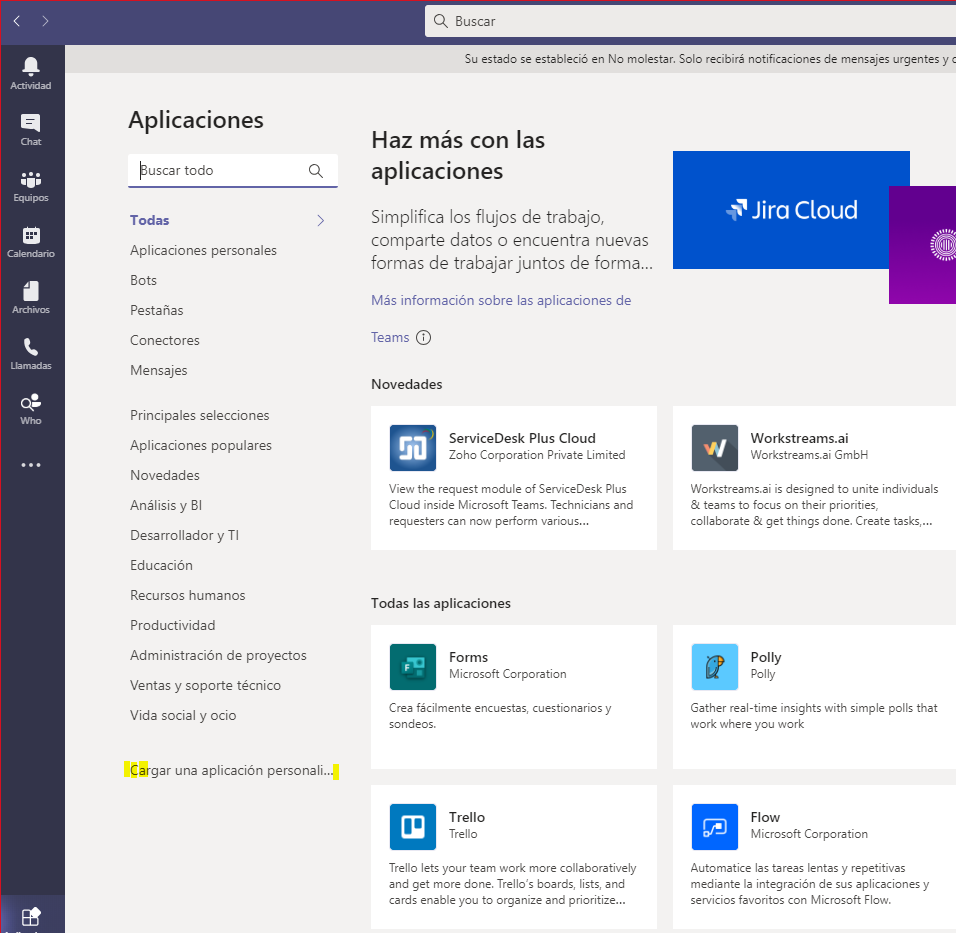 Buscar
Su estado se estableció en No molestar. Solo recibirá notificaciones de mensajes urgentes y
Actividad
Chat
Equipos
Calendario
Archivos
Llamadas
Who
Aplicaciones
Buscar todo
Todas
Aplicaciones personales
Bots
Pestañas
Conectores
Mensajes
Principales selecciones
Aplicaciones populares
Novedades
Análisis y BI
Desarrollador y TI
Educación
Recursos humanos
Productividad
Administración de proyectos
Ventas y soporte técnico
Vida social y ocio
Cargar una aplicación personali...
Haz más con las
aplicaciones
Simplifica los flujos de trabajo,
comparte datos o encuentra nuevas
formas de trabajar juntos de forma...
Más información sobre las aplicaciones de
Teams
Jira Cloud
Novedades
ServiceDesk Plus Cloud
Zoho Corporation Private Limited
View the request module of ServiceDesk Plus
Cloud inside Microsoft Teams. Technicians and
requesters can now perform various...
Workstreams.ai
Workstreams.ai GmbH
Workstreams.ai is designed to unite individuals
& teams to focus on their priorities,
collaborate & get things done. Create tasks,...
Todas las aplicaciones
Forms
Microsoft Corporation
Crea fácilmente encuestas, cuestionarios y
sondeos.
Polly
Polly
Gather real-time insights with simple polls that
work where you work
Trello
Trello
Trello lets your team work more collaboratively
and get more done. Trello's boards, lists, and
cards enable you to organize and prioritize...
Flow
Microsoft Corporation
Automatice las tareas lentas y repetitivas
mediante la integración de sus aplicaciones y
servicios favoritos con Microsoft Flow.